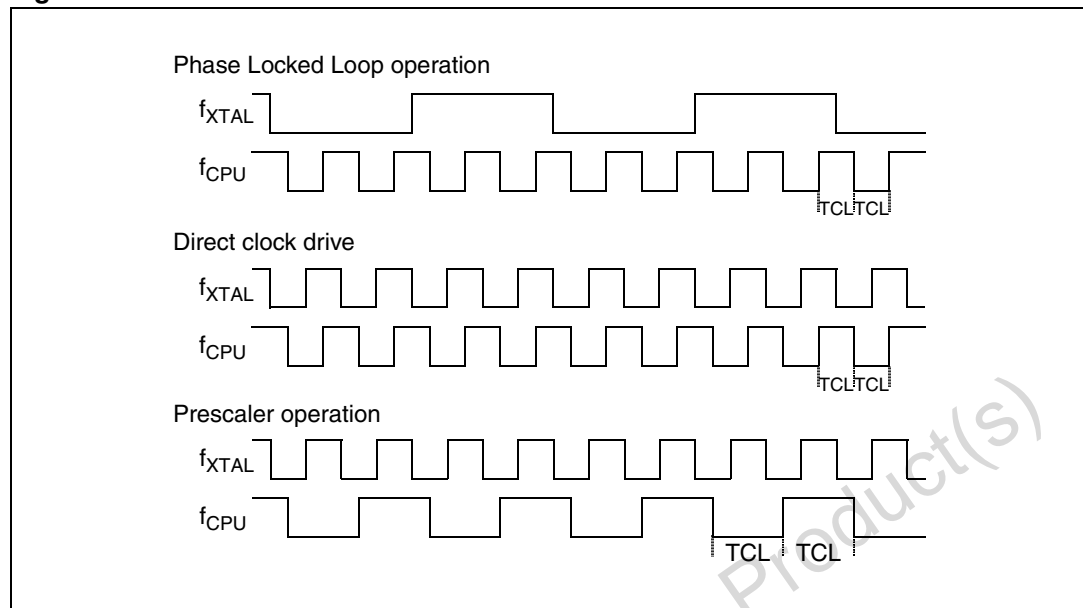 Phase Locked Loop operation
fXTAL
fCPU
TCL TCL
Direct clock drive
fXTAL
fCPU
TCL TCL
Prescaler operation
fXTAL
fCPU
TCL TCL
Product(s)